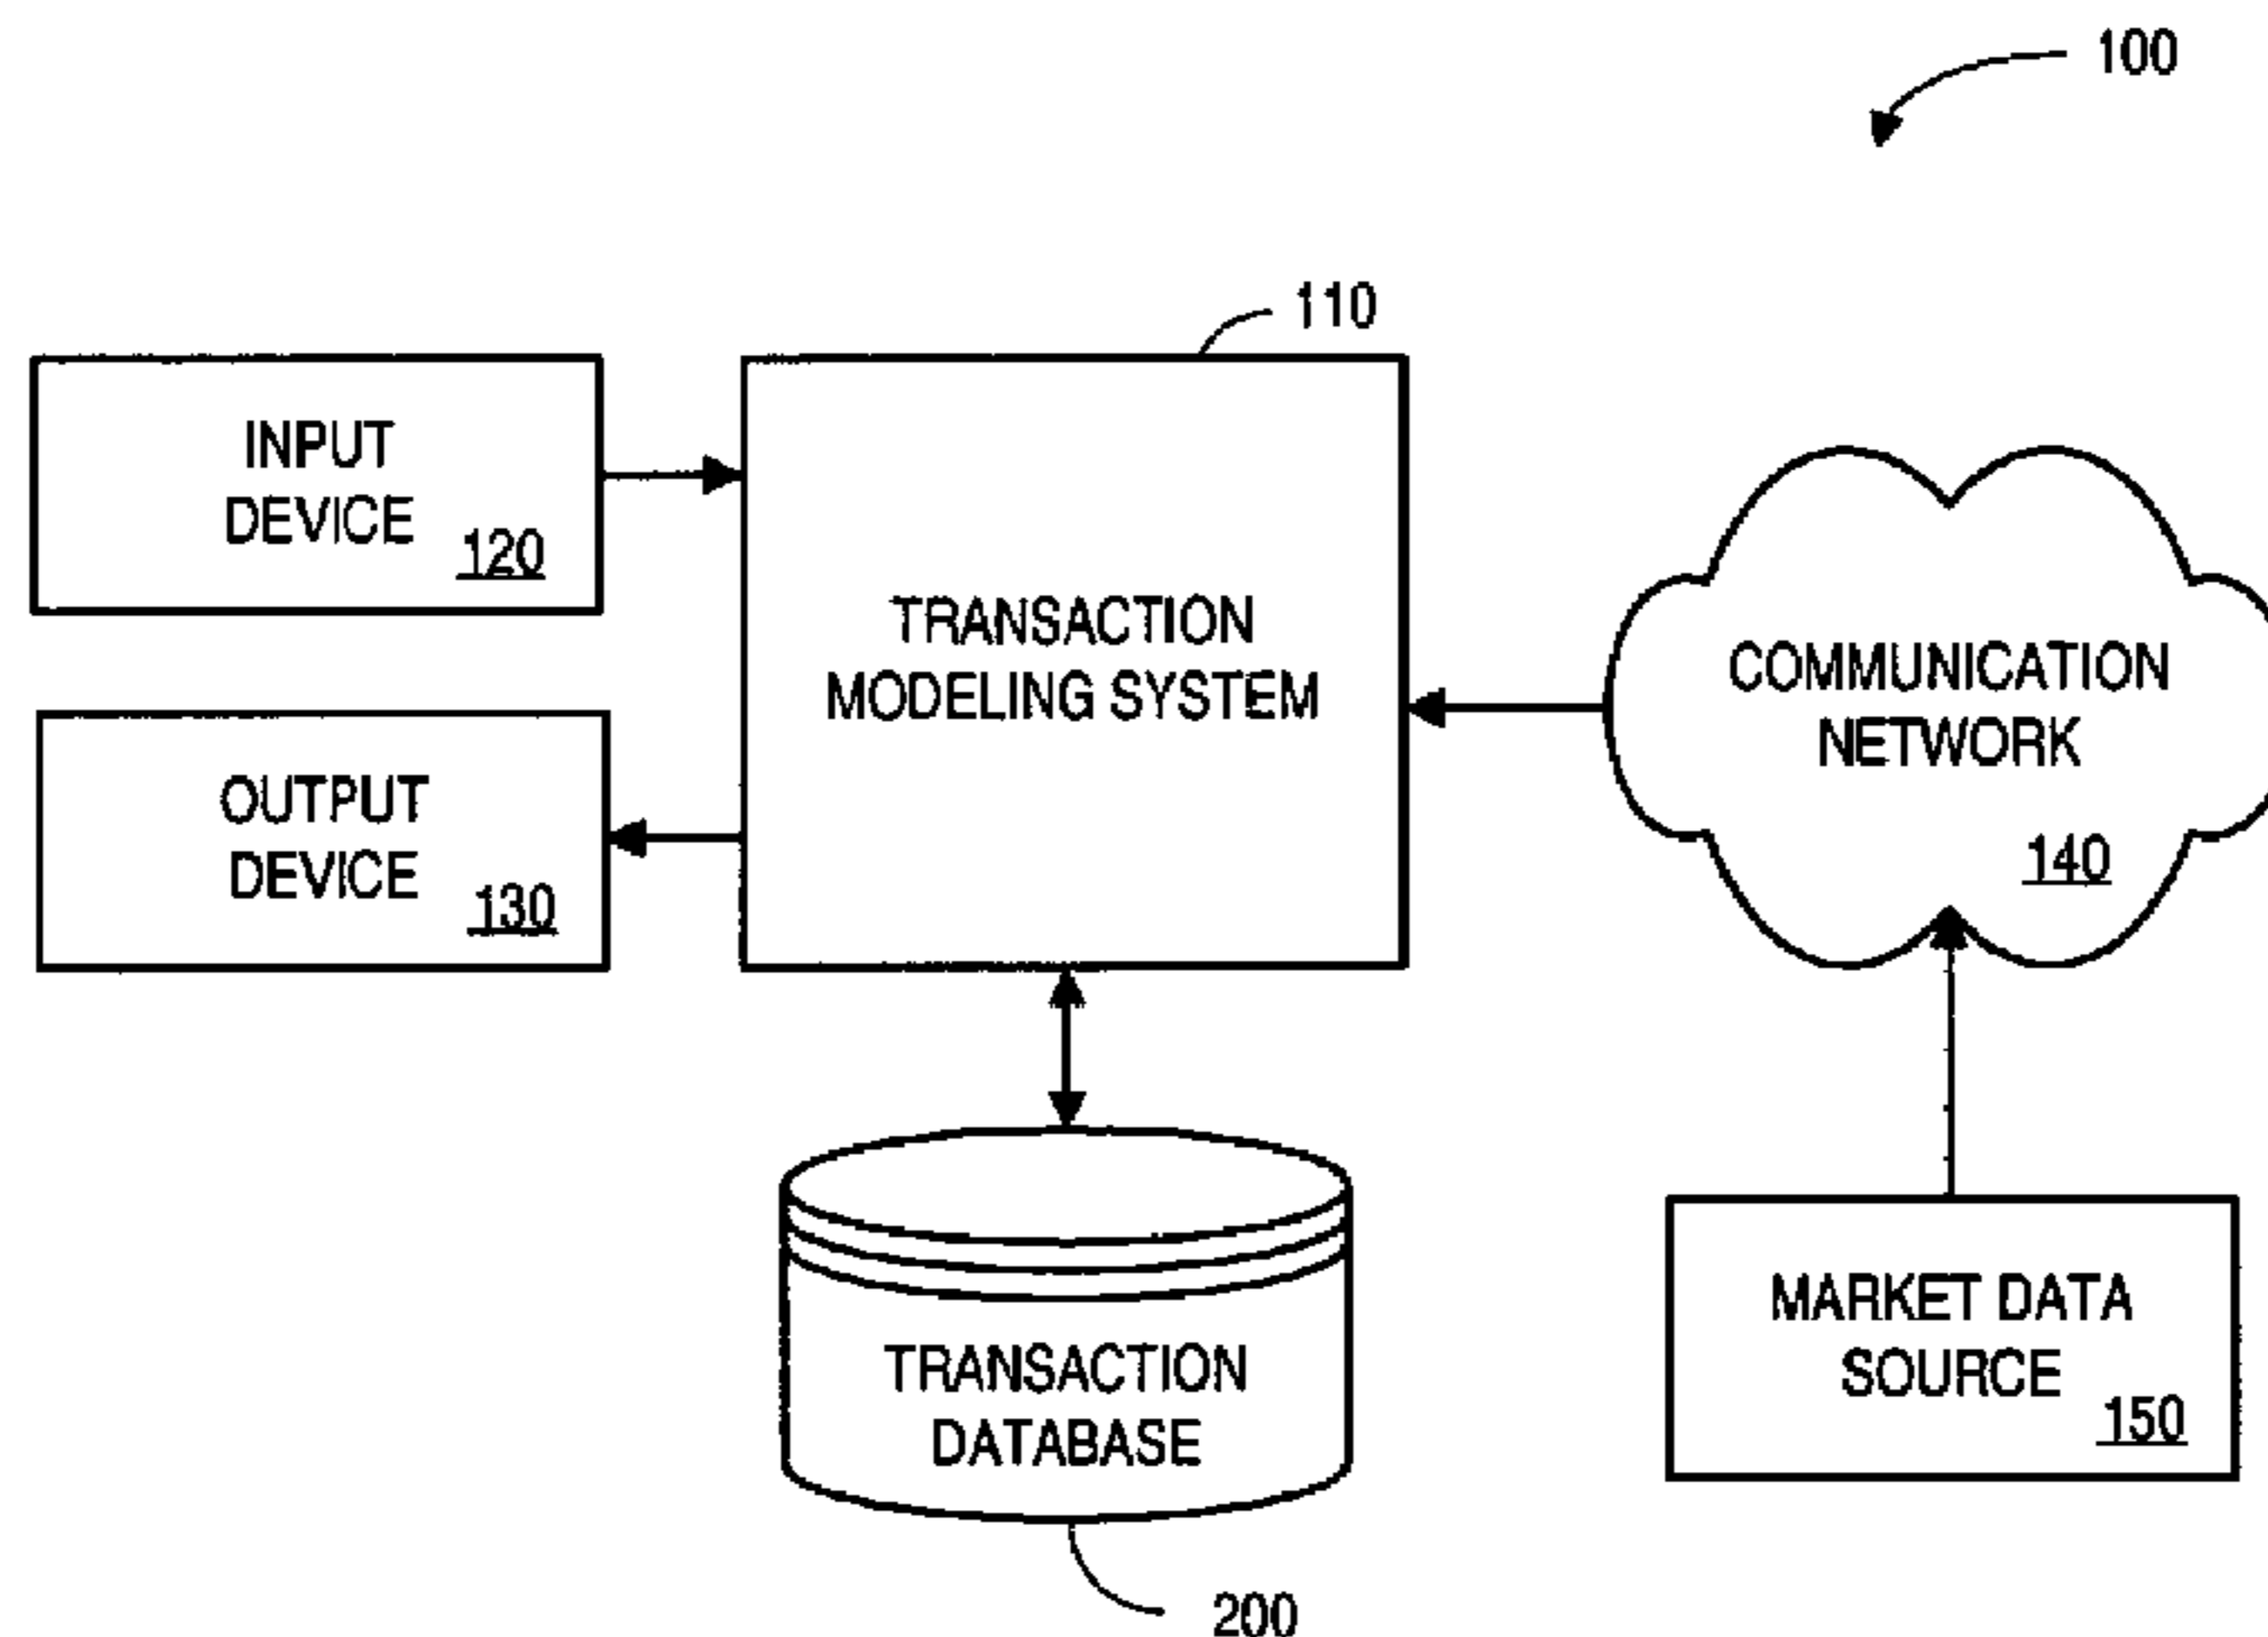 100
110
INPUT
DEVICE
120
TRANSACTION
MODELING SYSTEM
COMMUNICATION
NETWORK
140
OUTPUT
DEVICE
130
TRANSACTION
DATABASE
200
MARKET DATA
SOURCE
150